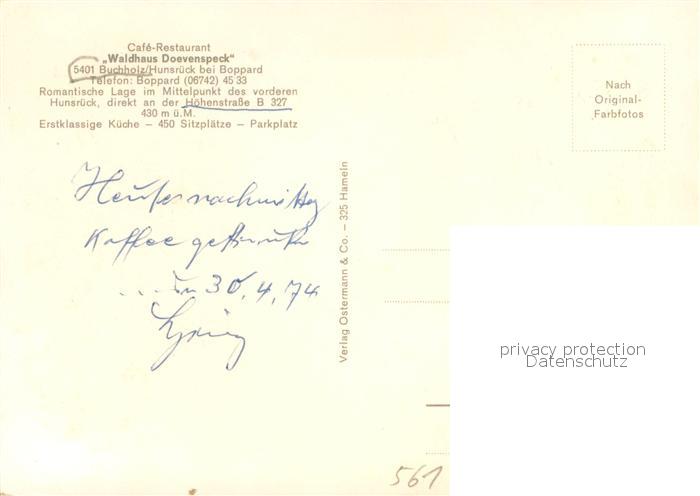 Café-Restaurant
„Waldhaus Doevenspeck“
5401 Buchholz/Hunsrück bei Boppard
Telefon: Boppard (06742) 45 33
Romantische Lage im Mittelpunkt des vorderen
Hunsrück, direkt an der Höhenstraße B 327
430 m ü.M.
Erstklassige Küche – 450 Sitzplätze – Parkplatz
Nach
Original-
Farbfotos
Heute nachmittag
Kaffee getrunken
30.4.74
Verlag Ostermann & Co. – 325 Hameln
privacy protection
Datenschutz
561